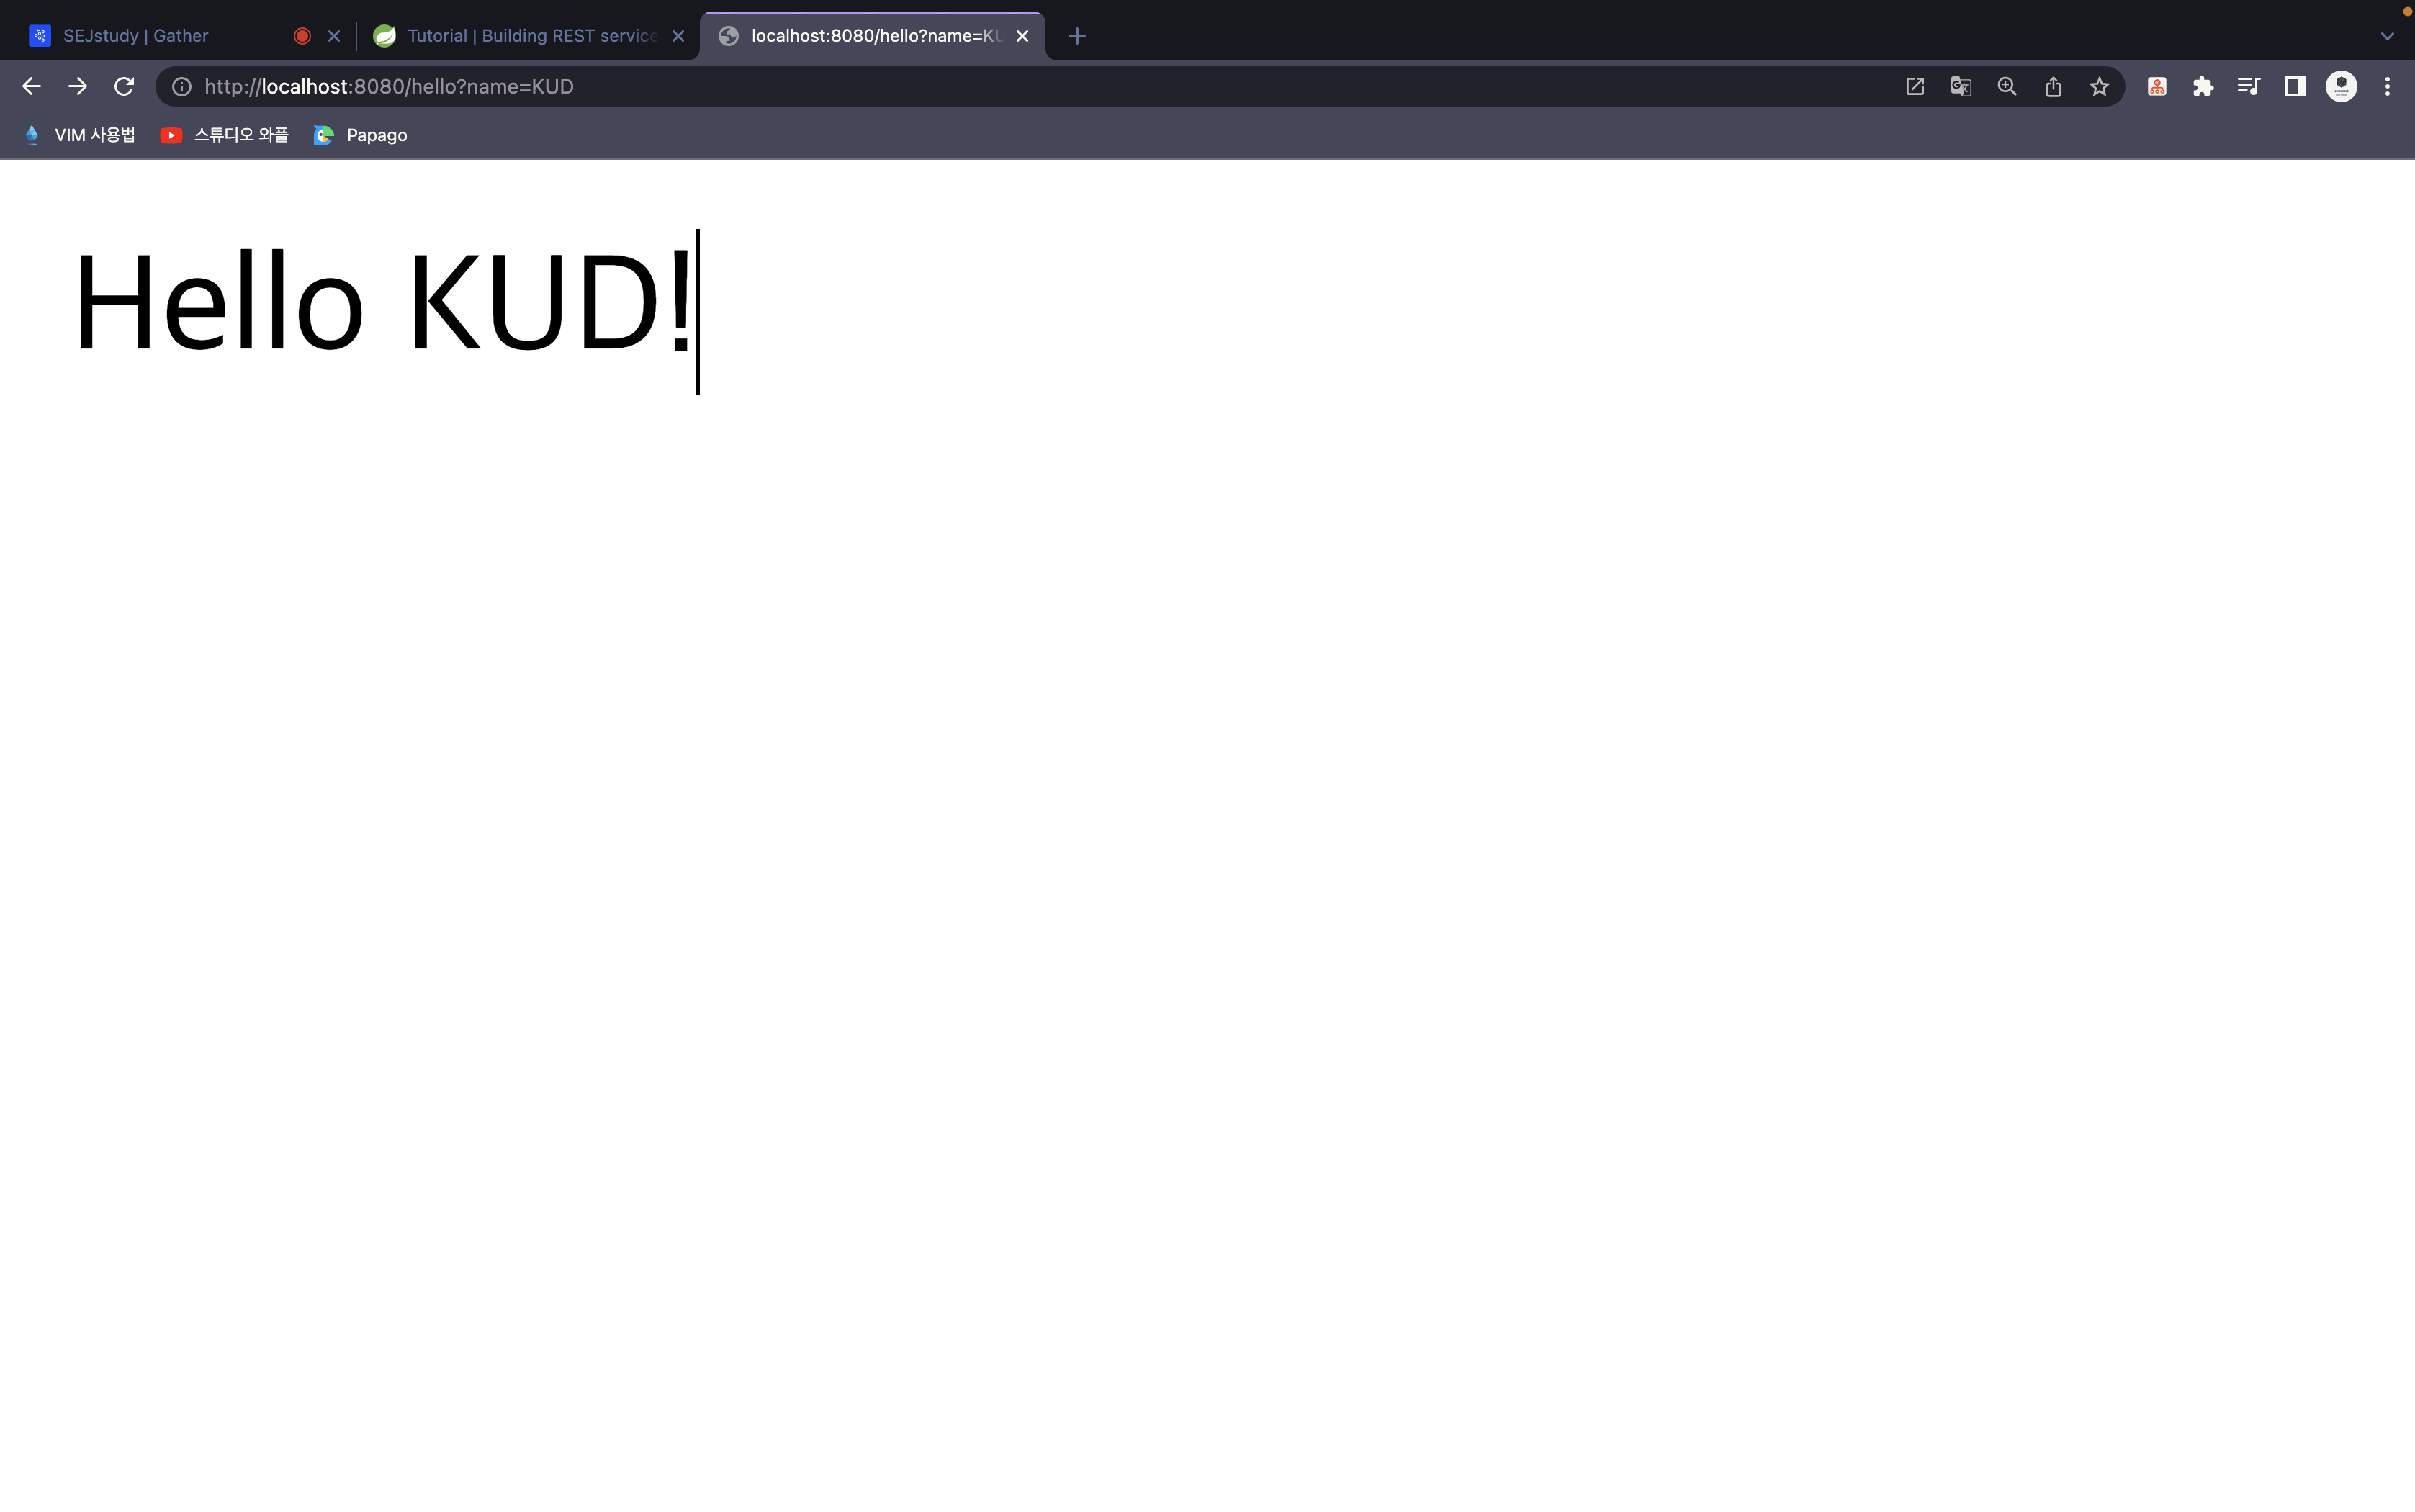 SEJstudy | Gather
Tutorial | Building REST service
localhost:8080/hello?name=KU
http://localhost:8080/hello?name=KUD
VIM 사용법
스튜디오 와플
Papago
Hello KUD!